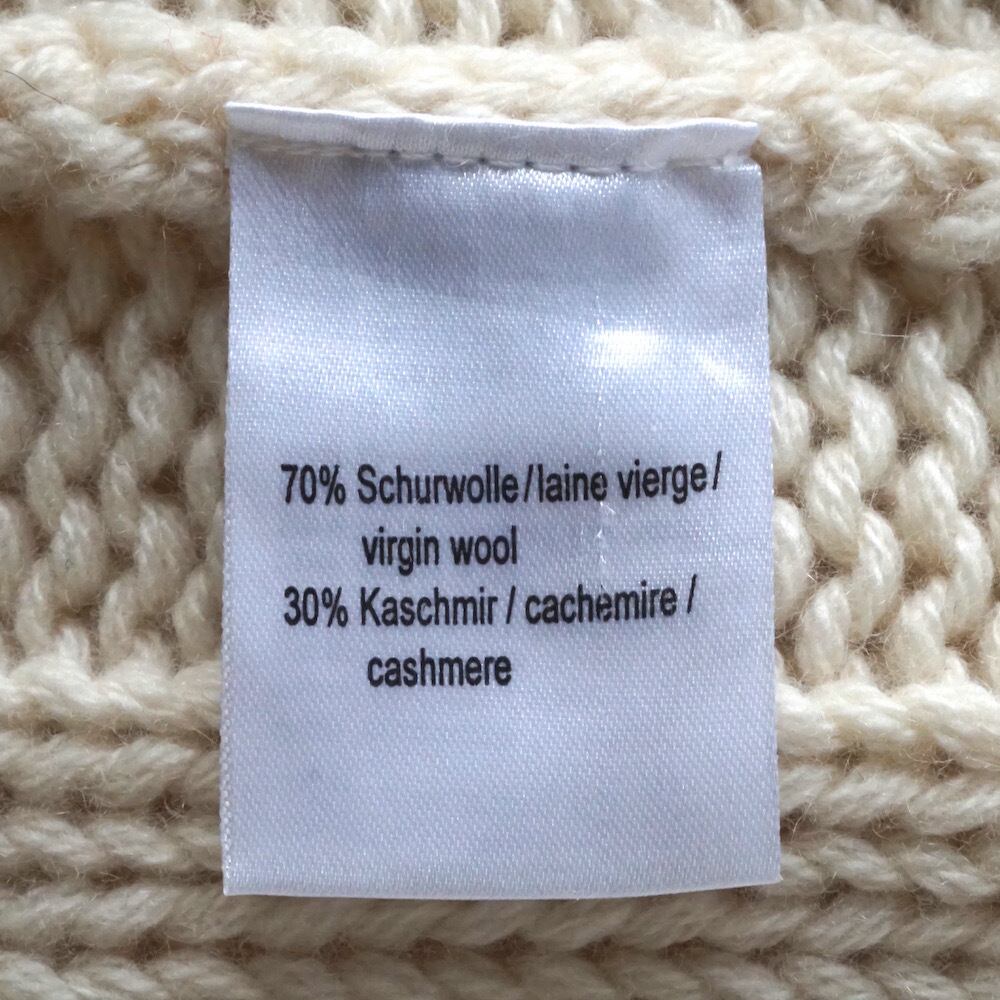 70% Schurwolle/laine vierge/
virgin wool
30% Kaschmir / cachemire /
cashmere